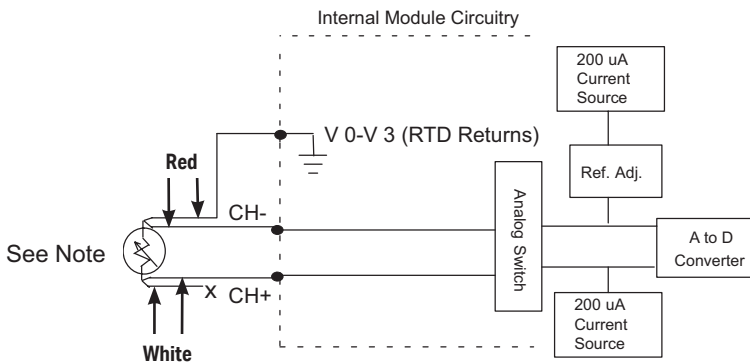 Internal Module Circuitry
200 uA
Current
Source
V 0-V 3 (RTD Returns)
Red
Ref. Adj.
Analog Switch
CH-
See Note
A to D
Converter
x
CH+
200 uA
Current
Source
White